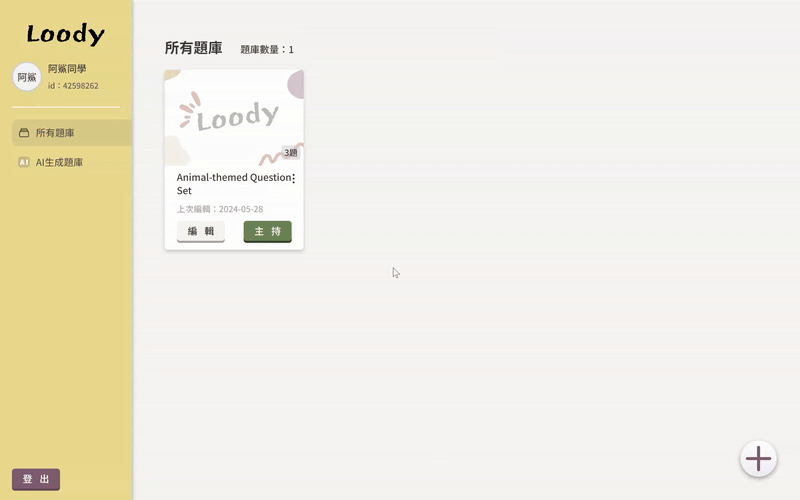 Loody
阿鯊
阿鯊同學
id：42598262
所有題庫
AI AI生成題庫
登 出
所有題庫 題庫數量：1
Loody
3題
Animal-themed Question
Set
上次編輯：2024-05-28
編 輯 主 持